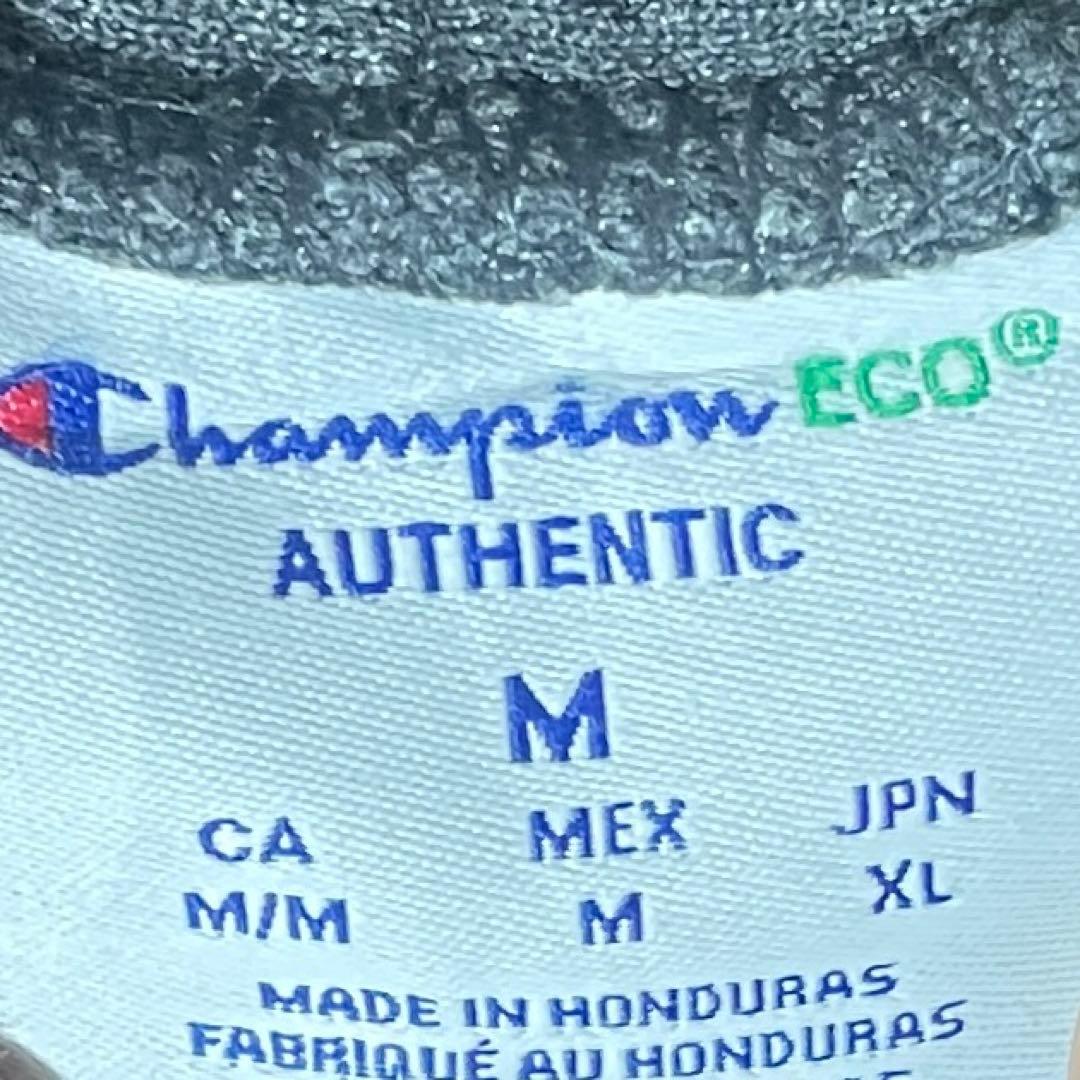 Champion ECO®
AUTHENTIC
M
CA MEX JPN
M/M M XL
MADE IN HONDURAS
FABRIQUÉ AU HONDURAS